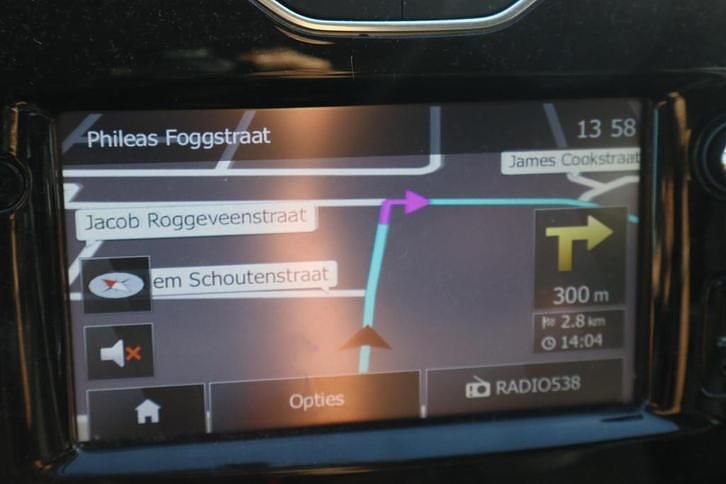 Phileas Foggstraat
13 58
James Cookstraat
Jacob Roggeveenstraat
em Schoutenstraat
300 m
2.8 km
14:04
Opties
RADIO538